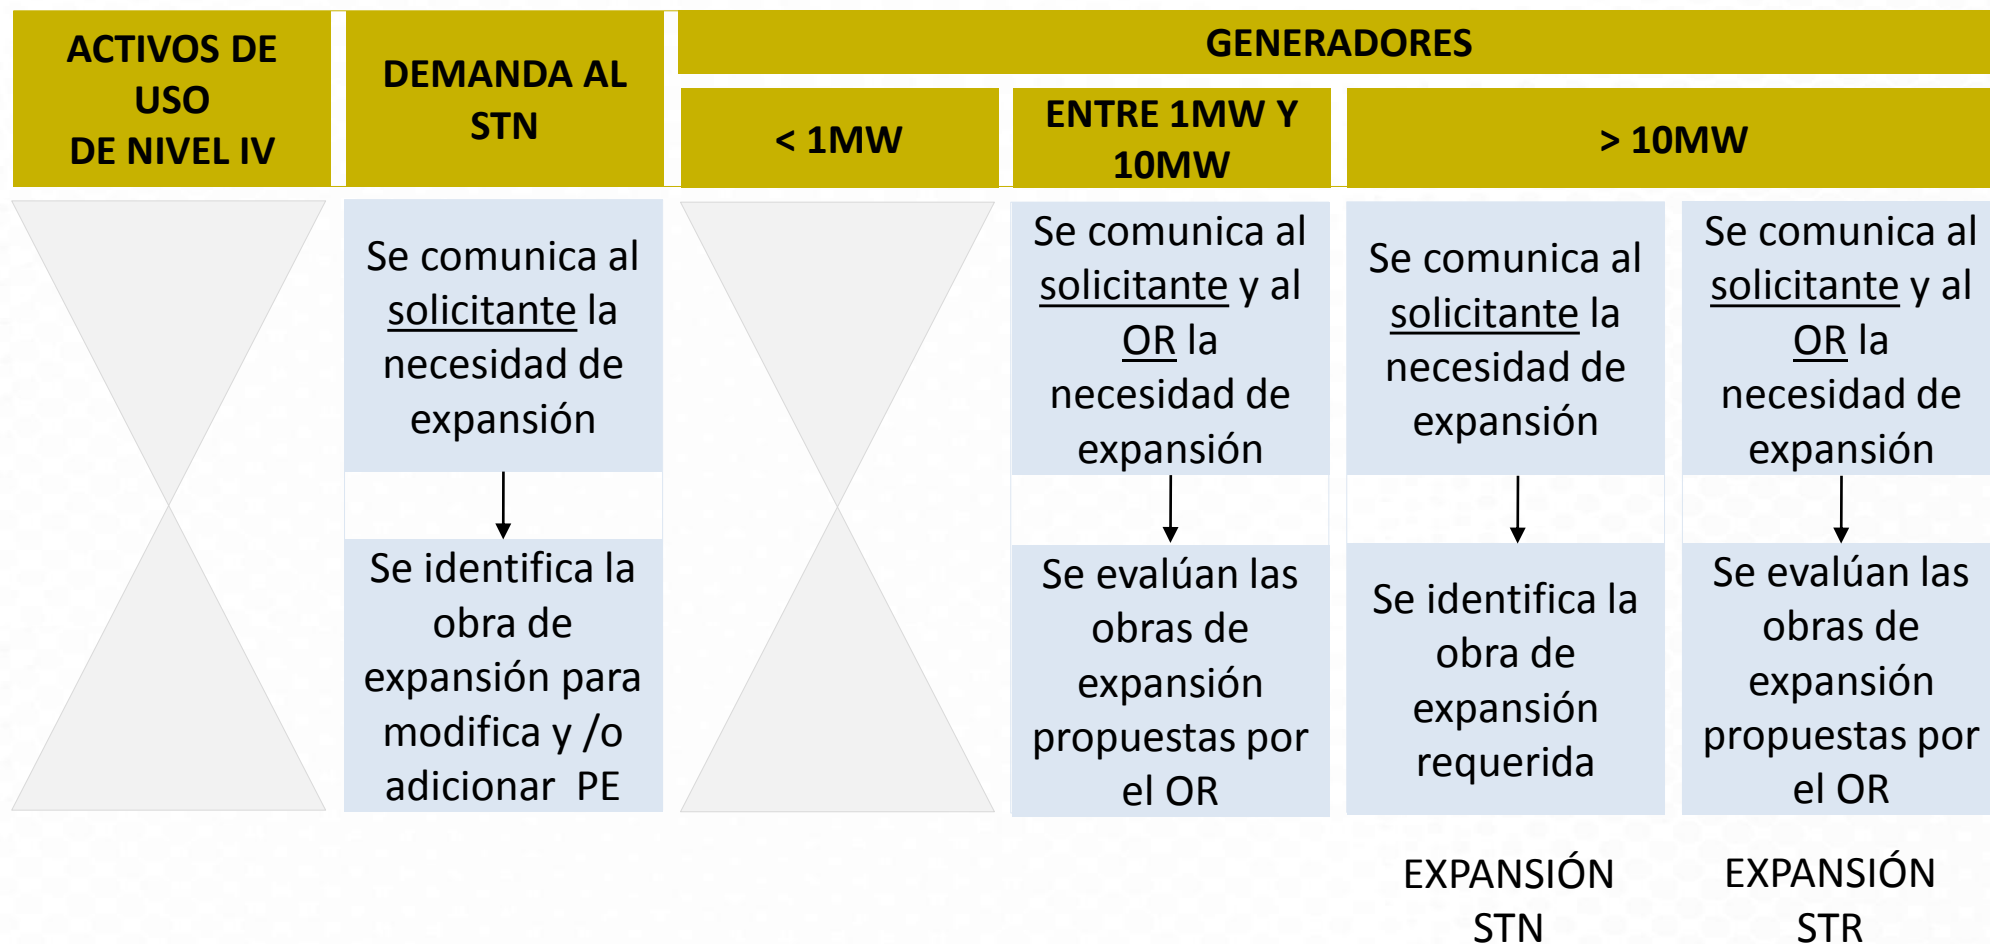 ACTIVOS DE
USO
DE NIVEL IV
DEMANDA AL
STN
GENERADORES
< 1MW
ENTRE 1MW Y
10MW
> 10MW
Se comunica al
solicitante la
necesidad de
expansión
Se identifica la
obra de
expansión para
modifica y /o
adicionar PE
Se comunica al
solicitante y al
OR la
necesidad de
expansión
Se evalúan las
obras de
expansión
propuestas por
el OR
Se comunica al
solicitante la
necesidad de
expansión
Se identifica la
obra de
expansión
requerida
EXPANSIÓN
STN
Se comunica al
solicitante y al
OR la
necesidad de
expansión
Se evalúan las
obras de
expansión
propuestas por
el OR
EXPANSIÓN
STR